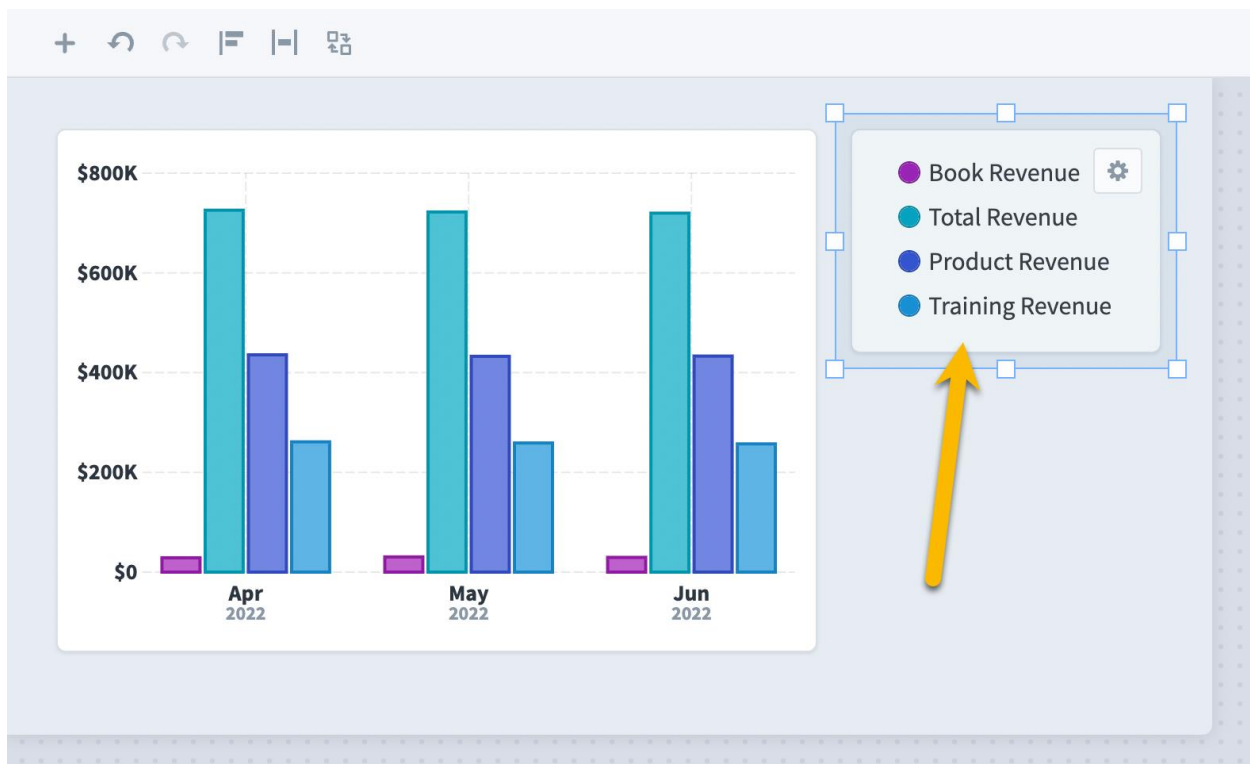 $800K
$600K
$400K
$200K
$0
Apr
2022
May
2022
Jun
2022
Book Revenue
Total Revenue
Product Revenue
Training Revenue